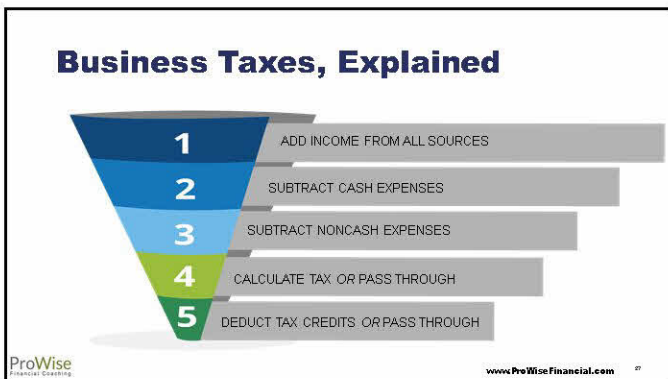 Business Taxes, Explained
1 ADD INCOME FROM ALL SOURCES
2 SUBTRACT CASH EXPENSES
3 SUBTRACT NONCASH EXPENSES
4 CALCULATE TAX OR PASS THROUGH
5 DEDUCT TAX CREDITS OR PASS THROUGH
ProWise
Financial Coaching
www.ProWiseFinancial.com 27